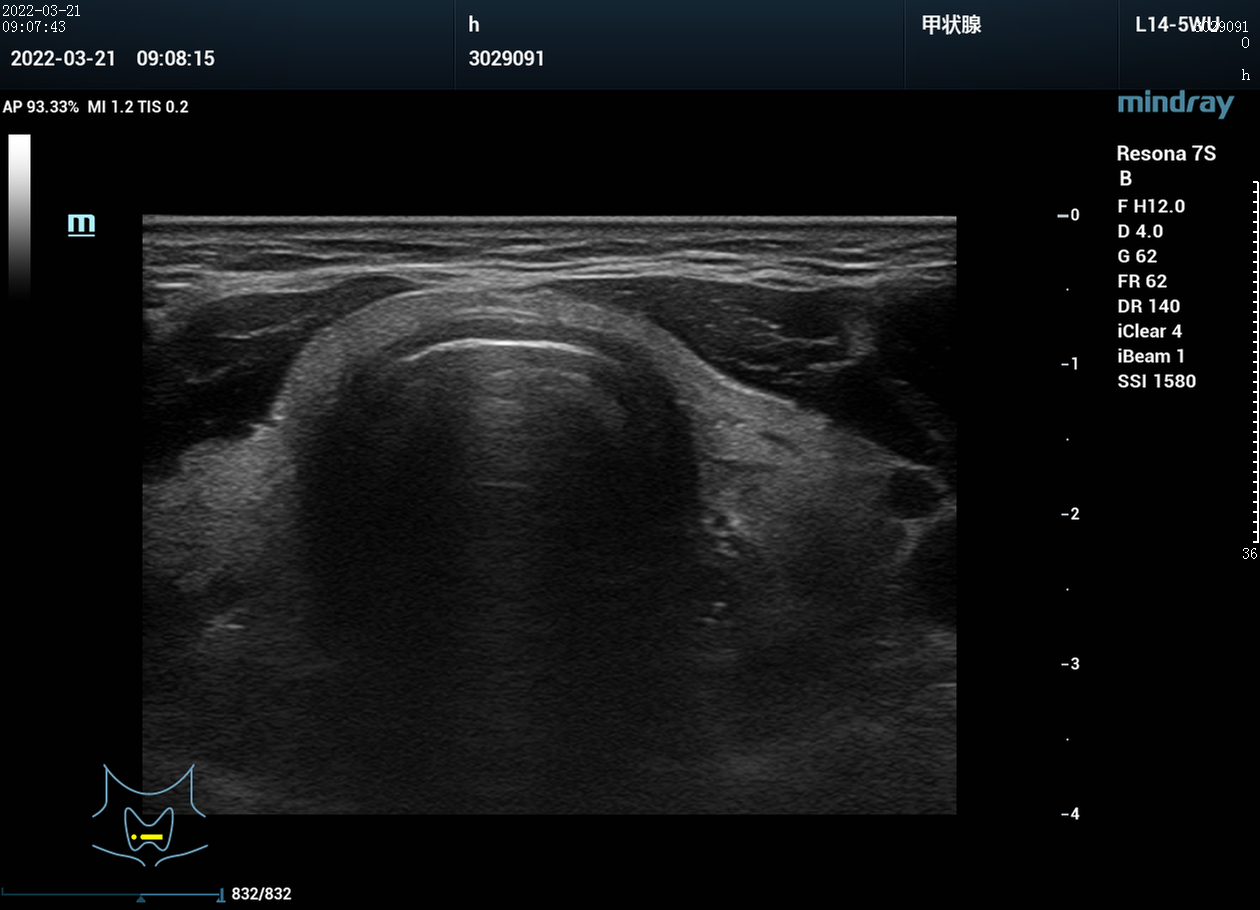 2022-03-21
09:07:43
2022-03-21 09:08:15
h
3029091
甲状腺
L14-5WU
3029091
0
h
AP 93.33% MI 1.2 TIS 0.2
mindray
m
Resona 7S
B
F H12.0
D 4.0
G 62
FR 62
DR 140
iClear 4
iBeam 1
SSI 1580
0
-1
-2
-3
-4
36
832/832